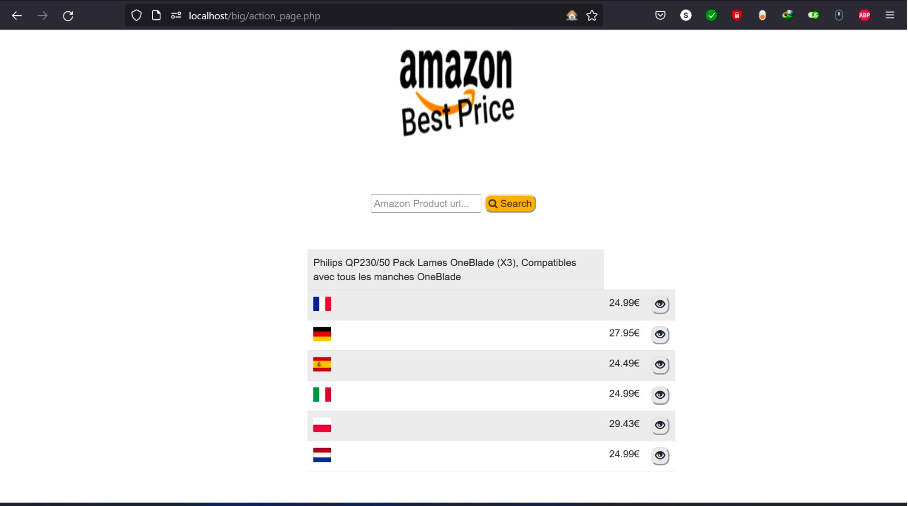 localhost/big/action_page.php
S
ABP
amazon
Best Price
Amazon Product url...
Search
Philips QP230/50 Pack Lames OneBlade (X3), Compatibles
avec tous les manches OneBlade
24.99€
27.95€
24.49€
24.99€
29.43€
24.99€